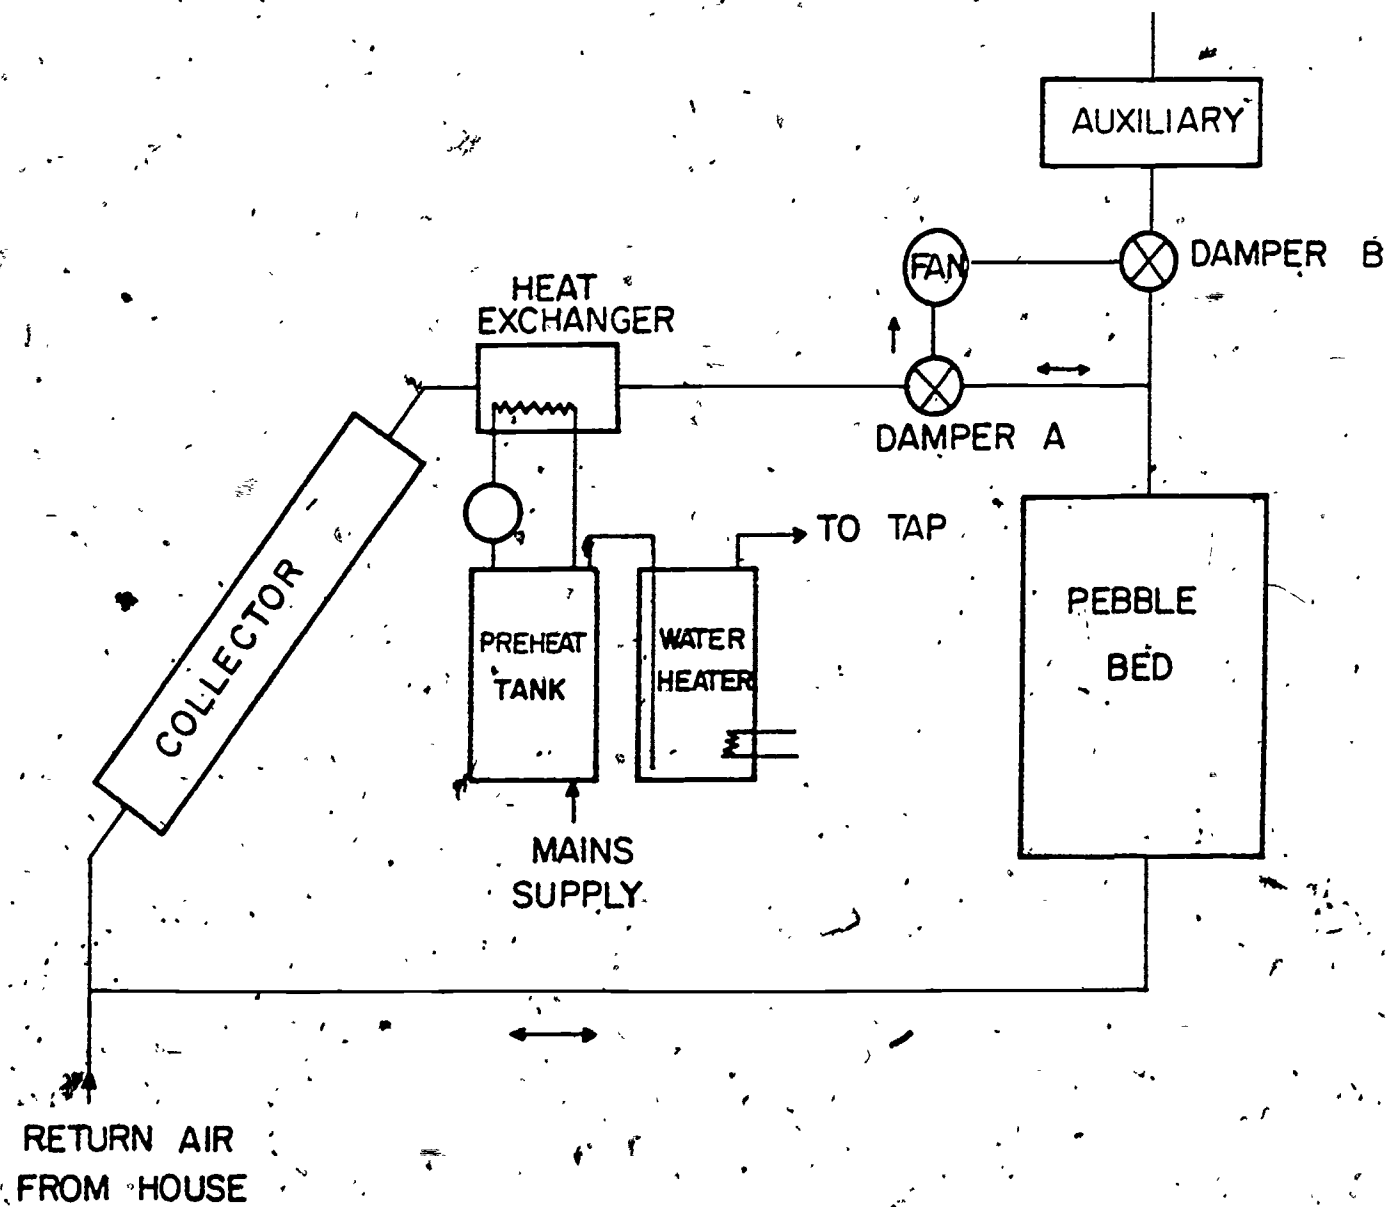 AUXILIARY
DAMPER B
FAN
HEAT
EXCHANGER
DAMPER A
TO TAP
COLLECTOR
PREHEAT
TANK
WATER
HEATER
PEBBLE
BED
MAINS
SUPPLY
RETURN AIR
FROM HOUSE